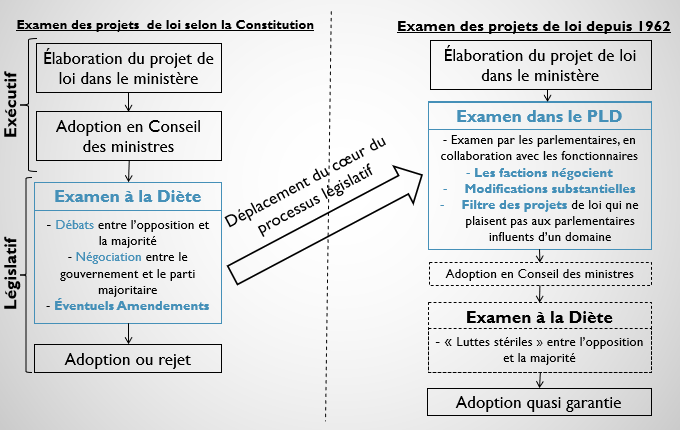 Examen des projets de loi selon la Constitution
Exécutif
Élaboration du projet de
loi dans le ministère
Adoption en Conseil
des ministres
Législatif
Examen à la Diète
- Débats entre l'opposition et
la majorité
- Négociation entre le
gouvernement et le parti
majoritaire
- Éventuels Amendements
Adoption ou rejet
Déplacement du cœur du
processus législatif
Examen des projets de loi depuis 1962
Élaboration du projet de loi
dans le ministère
Examen dans le PLD
- Examen par les parlementaires, en
collaboration avec les fonctionnaires
- Les factions négocient
- Modifications substantielles
- Filtre des projets de loi qui ne
plaisent pas aux parlementaires
influents d'un domaine
Adoption en Conseil des ministres
Examen à la Diète
- « Luttes stériles » entre l'opposition
et la majorité
Adoption quasi garantie